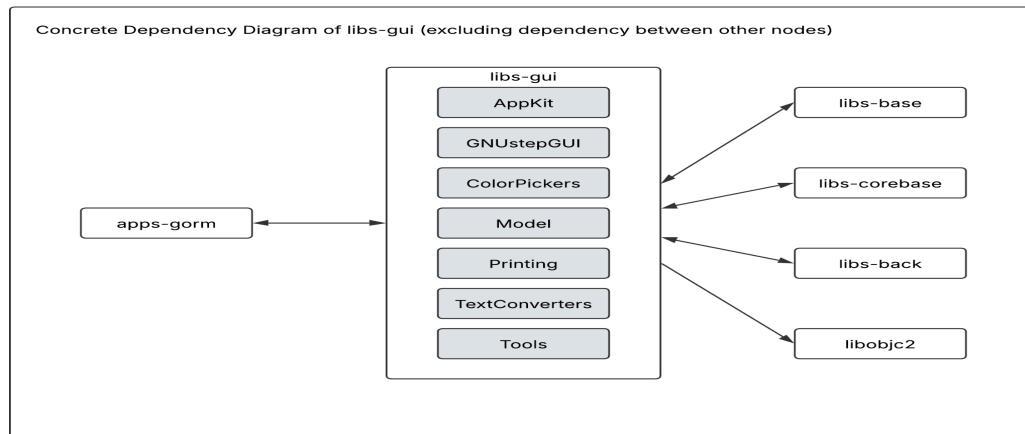 Concrete Dependency Diagram of libs-gui (excluding dependency between other nodes)
libs-gui
AppKit
GNUstepGUI
ColorPickers
Model
Printing
TextConverters
Tools
apps-gorm
libs-base
libs-corebase
libs-back
libobjc2